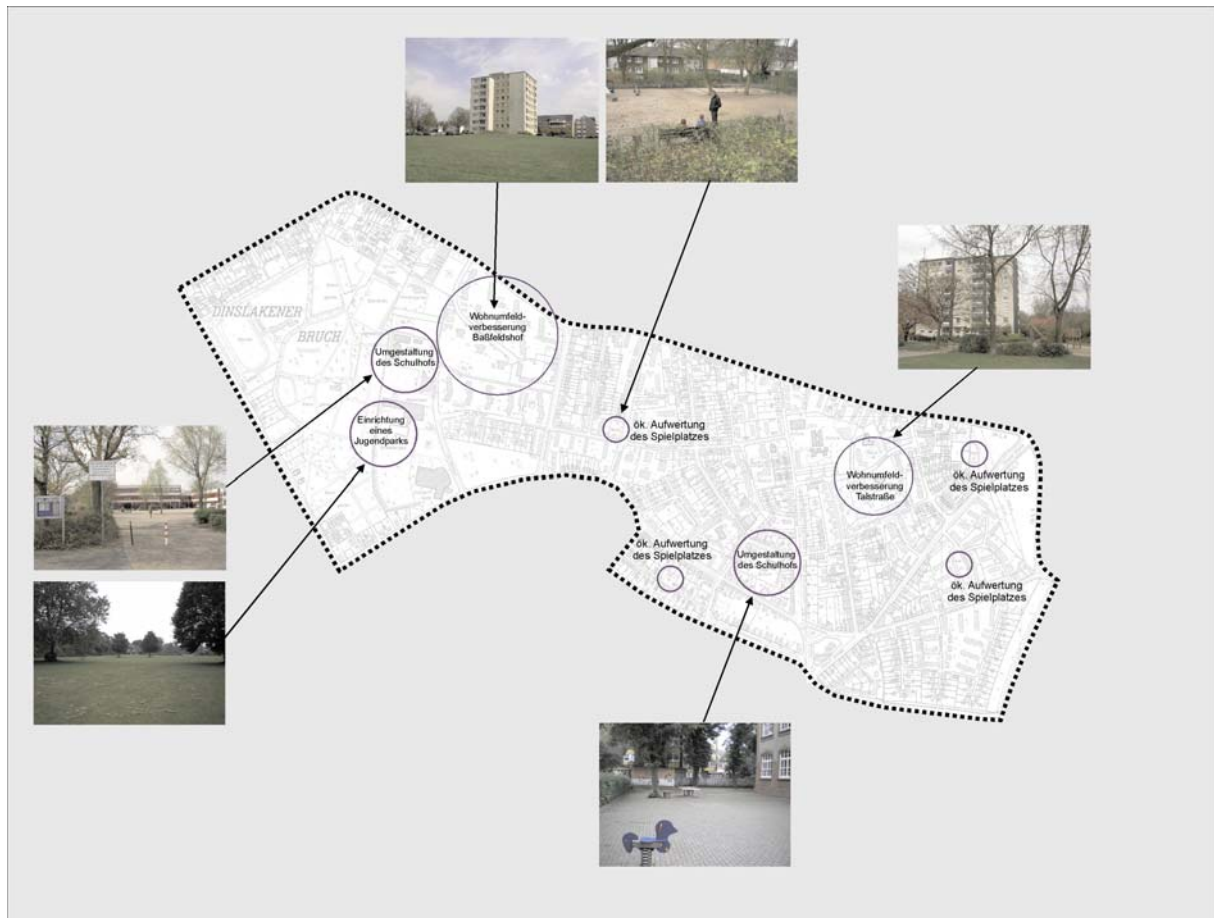 DINSLAKENER
BRUCH
Wohnumfeld-
verbesserung
Baßfeldshof
Umgestaltung
des Schulhofs
Einrichtung
eines
Jugendparks
ök. Aufwertung
des Spielplatzes
Wohnumfeld-
verbesserung
Talstraße
ök. Aufwertung
des Spielplatzes
ök. Aufwertung
des Spielplatzes
Umgestaltung
des Schulhofs
ök. Aufwertung
des Spielplatzes